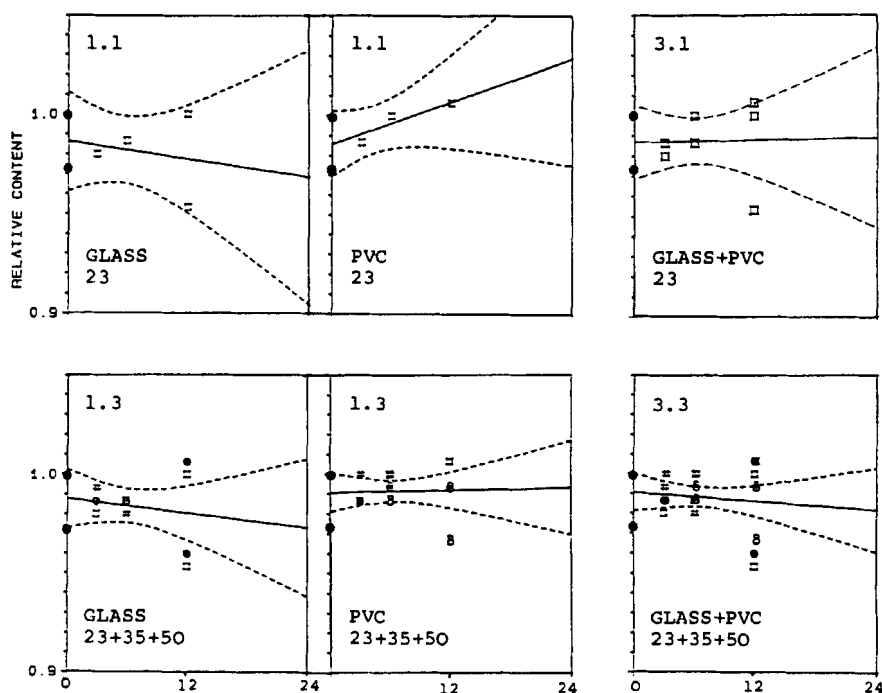 1.1
1.1
3.1
1.0
RELATIVE CONTENT
GLASS
23
PVC
23
GLASS+PVC
23
0.9
1.3
1.3
3.3
1.0
GLASS
23+35+50
PVC
23+35+50
GLASS+PVC
23+35+50
0.9
0 12 24 12 24 0 12 24